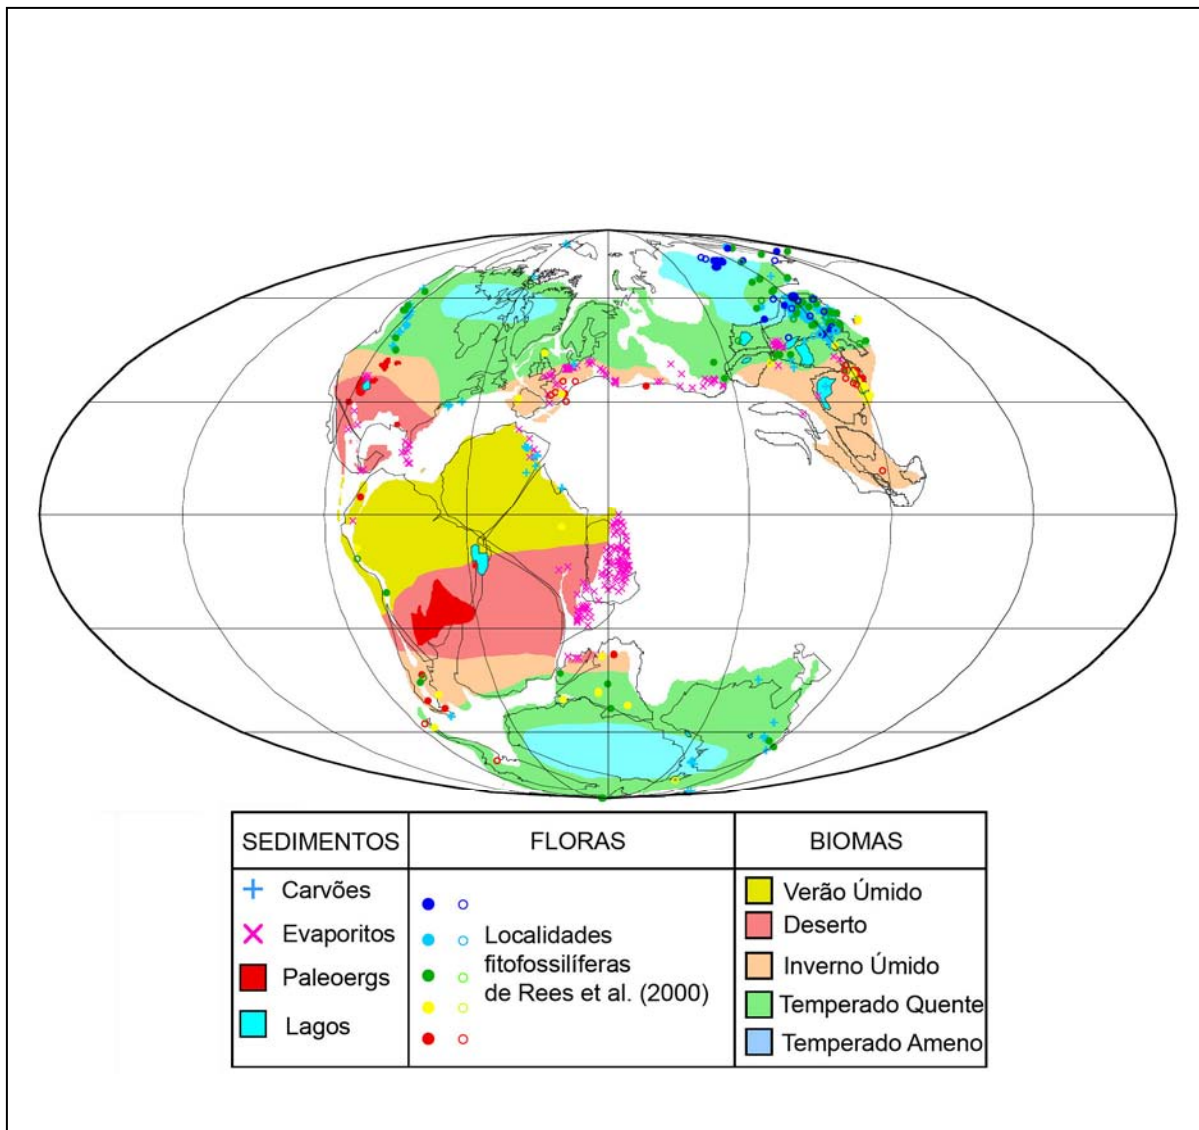 SEDIMENTOS
Carvões
Evaporitos
Paleoergs
Lagos
FLORAS
Localidades
fitofossilíferas
de Rees et al. (2000)
BIOMAS
Verão Úmido
Deserto
Inverno Úmido
Temperado Quente
Temperado Ameno